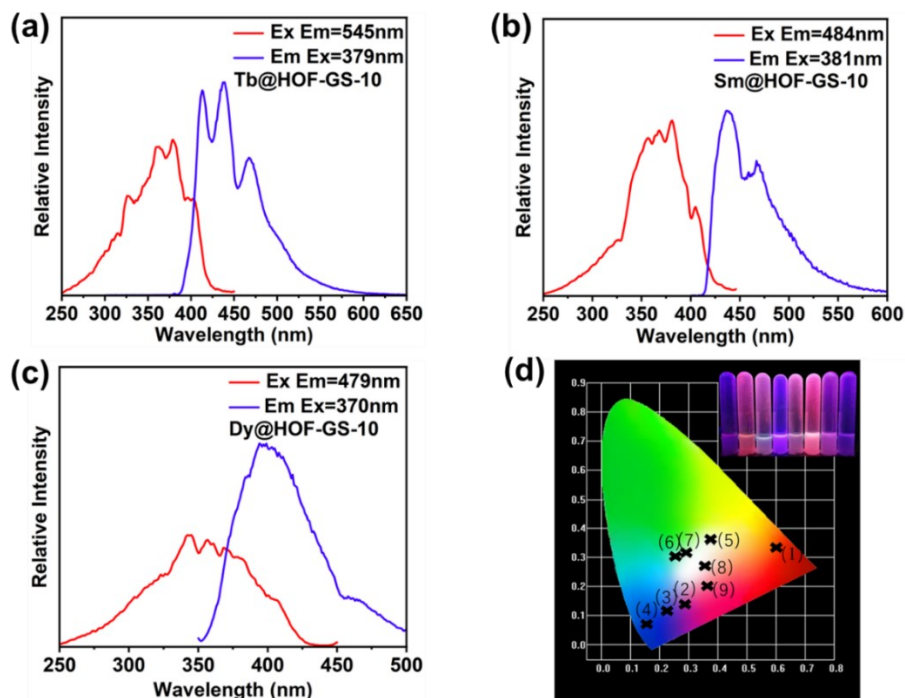 (a)
Ex Em=545nm
Em Ex=379nm
Tb@HOF-GS-10
Relative Intensity
250 300 350 400 450 500 550 600 650
Wavelength (nm)
(b)
Ex Em=484nm
Em Ex=381nm
Sm@HOF-GS-10
Relative Intensity
250 300 350 400 450 500 550 600
Wavelength (nm)
(c)
Ex Em=479nm
Em Ex=370nm
Dy@HOF-GS-10
Relative Intensity
250 300 350 400 450 500
Wavelength (nm)
(d)
0.9
0.8
0.7
0.6
0.5
0.4
0.3
0.2
0.1
0.0
(6) (7) (5)
(1)
(8)
(4) (3) (2) (9)
0.0 0.1 0.2 0.3 0.4 0.5 0.6 0.7 0.8